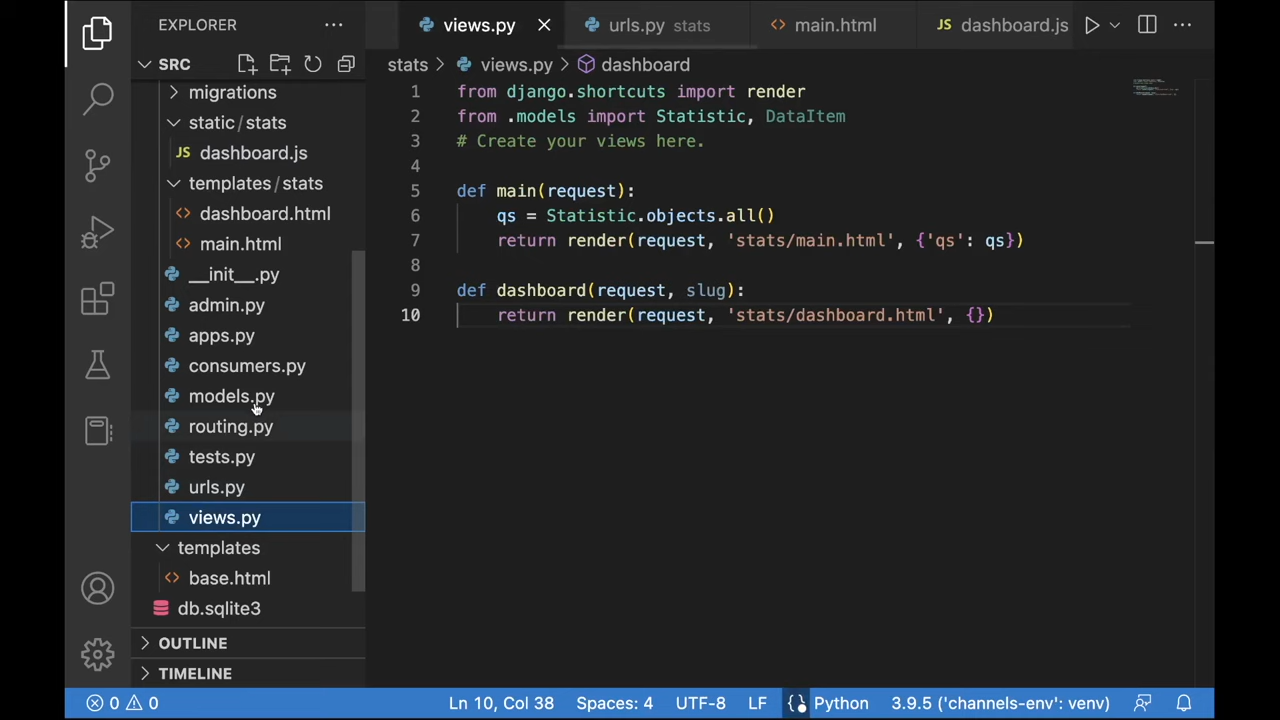 EXPLORER
SRC
migrations
static/stats
JS dashboard.js
templates/stats
dashboard.html
main.html
__init__.py
admin.py
apps.py
consumers.py
models.py
routing.py
tests.py
urls.py
views.py
templates
base.html
db.sqlite3
OUTLINE
TIMELINE
views.py
urls.py stats
main.html
JS dashboard.js
stats > views.py > dashboard
1 from django.shortcuts import render
2 from .models import Statistic, DataItem
3 # Create your views here.
4
5 def main(request):
6 qs = Statistic.objects.all()
7 return render(request, 'stats/main.html', {'qs': qs})
8
9 def dashboard(request, slug):
10 return render(request, 'stats/dashboard.html', {})
0 0 Ln 10, Col 38 Spaces: 4 UTF-8 LF Python 3.9.5 ('channels-env': venv)